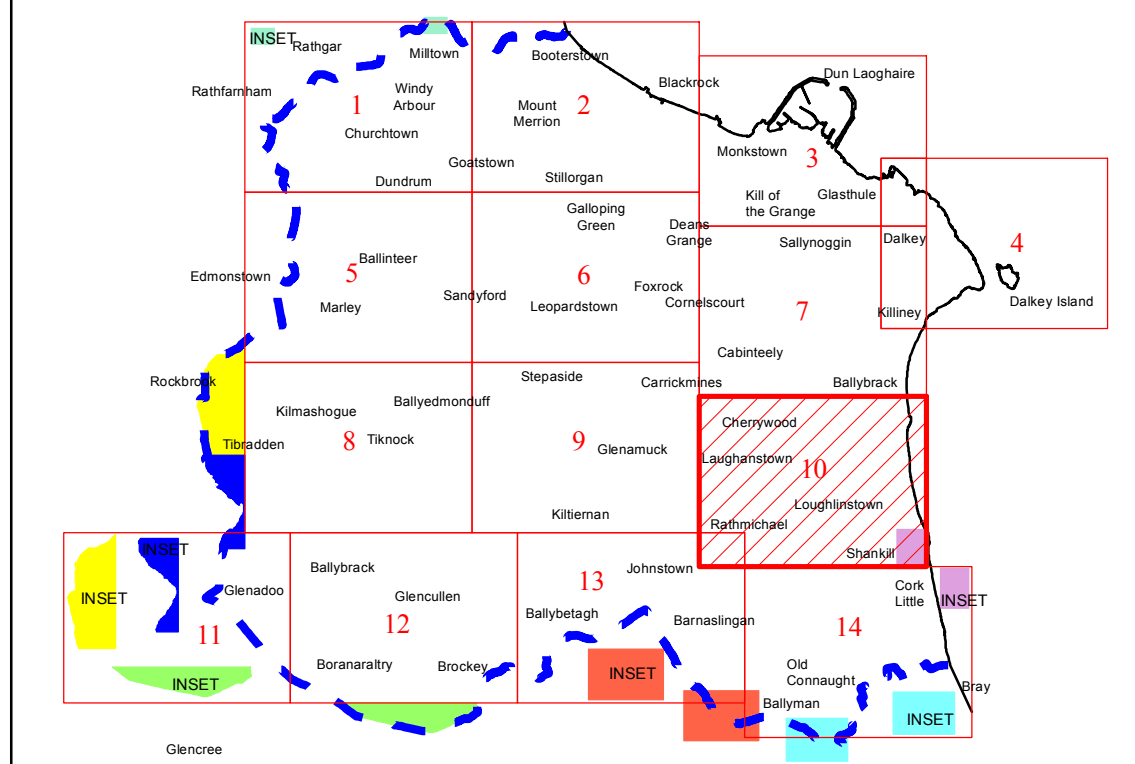 INSET
Rathgar
Milltown
Booterstown
Blackrock
Dun Laoghaire
Rathfarnham
Windy
Arbour
1
Mount
Merrion
2
Churchtown
Monkstown
3
Goatstown
Dundrum
Stillorgan
Kill of
the Grange
Glasthule
Galloping
Green
Deans
Grange
Sallynoggin
Dalkey
4
Ballinteer
5
6
Edmonstown
Marley
Sandyford
Leopardstown
Foxrock
Cornelscourt
7
Killiney
Dalkey Island
Cabinteely
Rockbrook
Stepaside
Carrickmines
Ballybrack
Kilmashogue
Ballyedmonduff
Cherrywood
Tibradden
8
Tiknock
9
Glenamuck
Laughanstown
10
Loughlinstown
Kiltiernan
Rathmichael
Shankill
INSET
INSET
Glenadoo
Ballybrack
Glencullen
13
Johnstown
Cork
Little
INSET
11
12
Ballybetagh
Barnaslingan
14
INSET
Boranaraltry
Brockey
INSET
Old
Connaught
Bray
Ballyman
INSET
Glencree